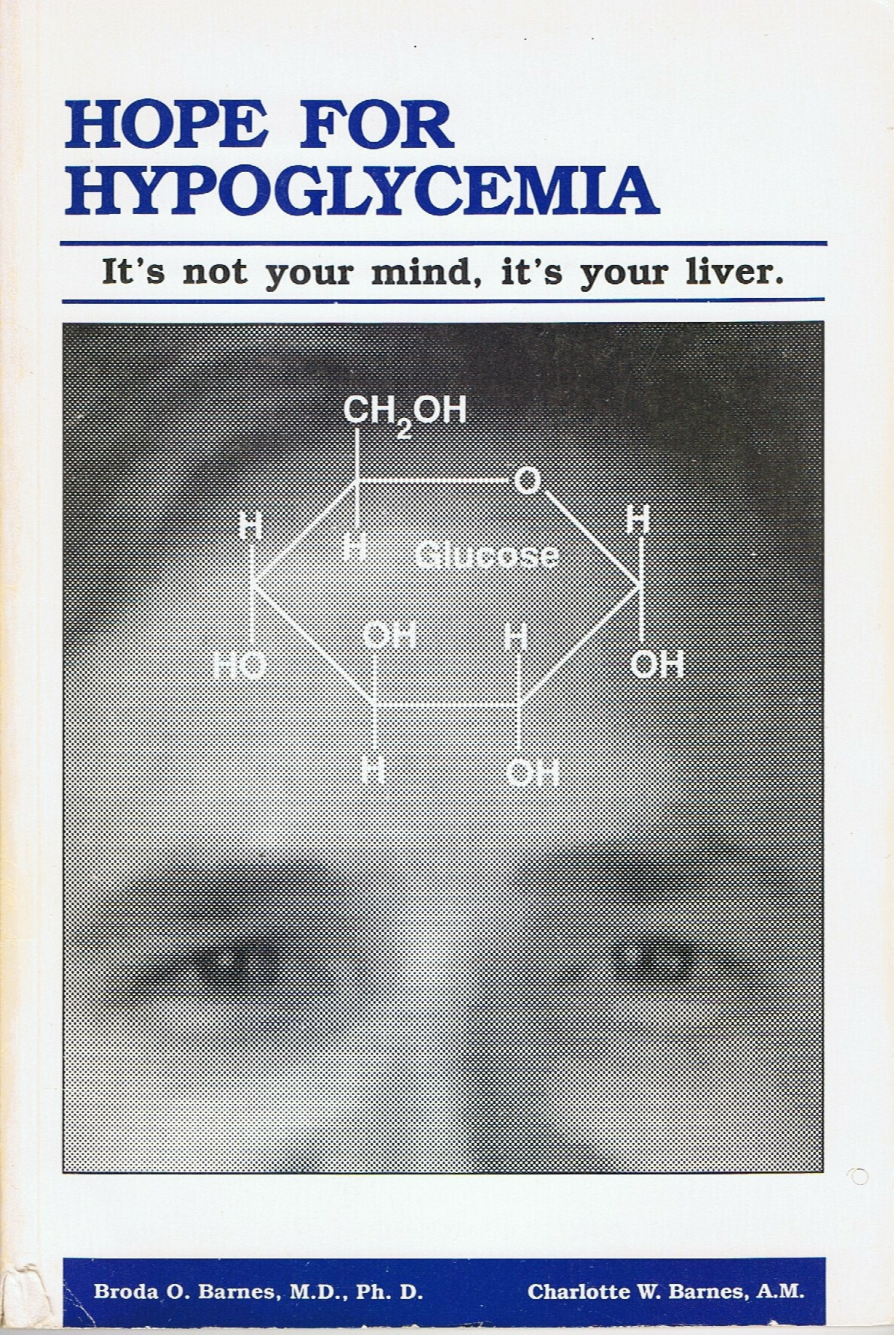 HOPE FOR
HYPOGLYCEMIA
It's not your mind, it's your liver.
CH₂OH
O
H
H
H
Glucose
OH
H
HO
OH
H
OH
Broda O. Barnes, M.D., Ph. D.
Charlotte W. Barnes, A.M.